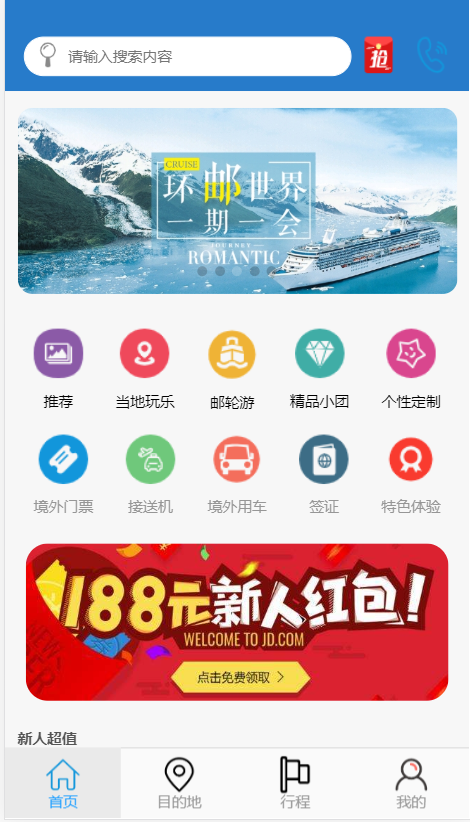 请输入搜索内容
抢
CRUISE
环邮世界
一期一会
JOURNEY
ROMANTIC
推荐 当地玩乐 邮轮游 精品小团 个性定制
境外门票 接送机 境外用车 签证 特色体验
188元新人红包!
WELCOME TO JD.COM
点击免费领取 >
新人超值
首页 目的地 行程 我的